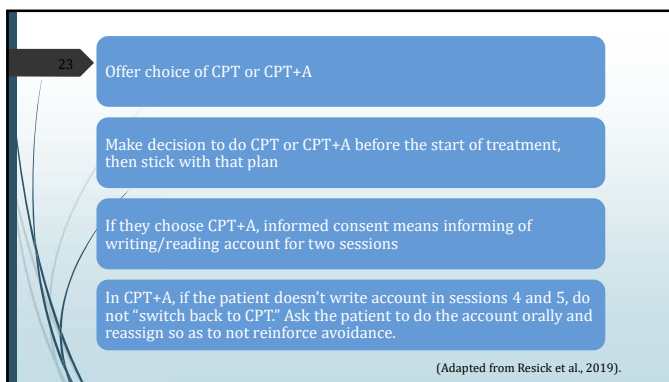 23
Offer choice of CPT or CPT+A
Make decision to do CPT or CPT+A before the start of treatment,
then stick with that plan
If they choose CPT+A, informed consent means informing of
writing/reading account for two sessions
In CPT+A, if the patient doesn’t write account in sessions 4 and 5, do
not “switch back to CPT.” Ask the patient to do the account orally and
reassign so as to not reinforce avoidance.
(Adapted from Resick et al., 2019).